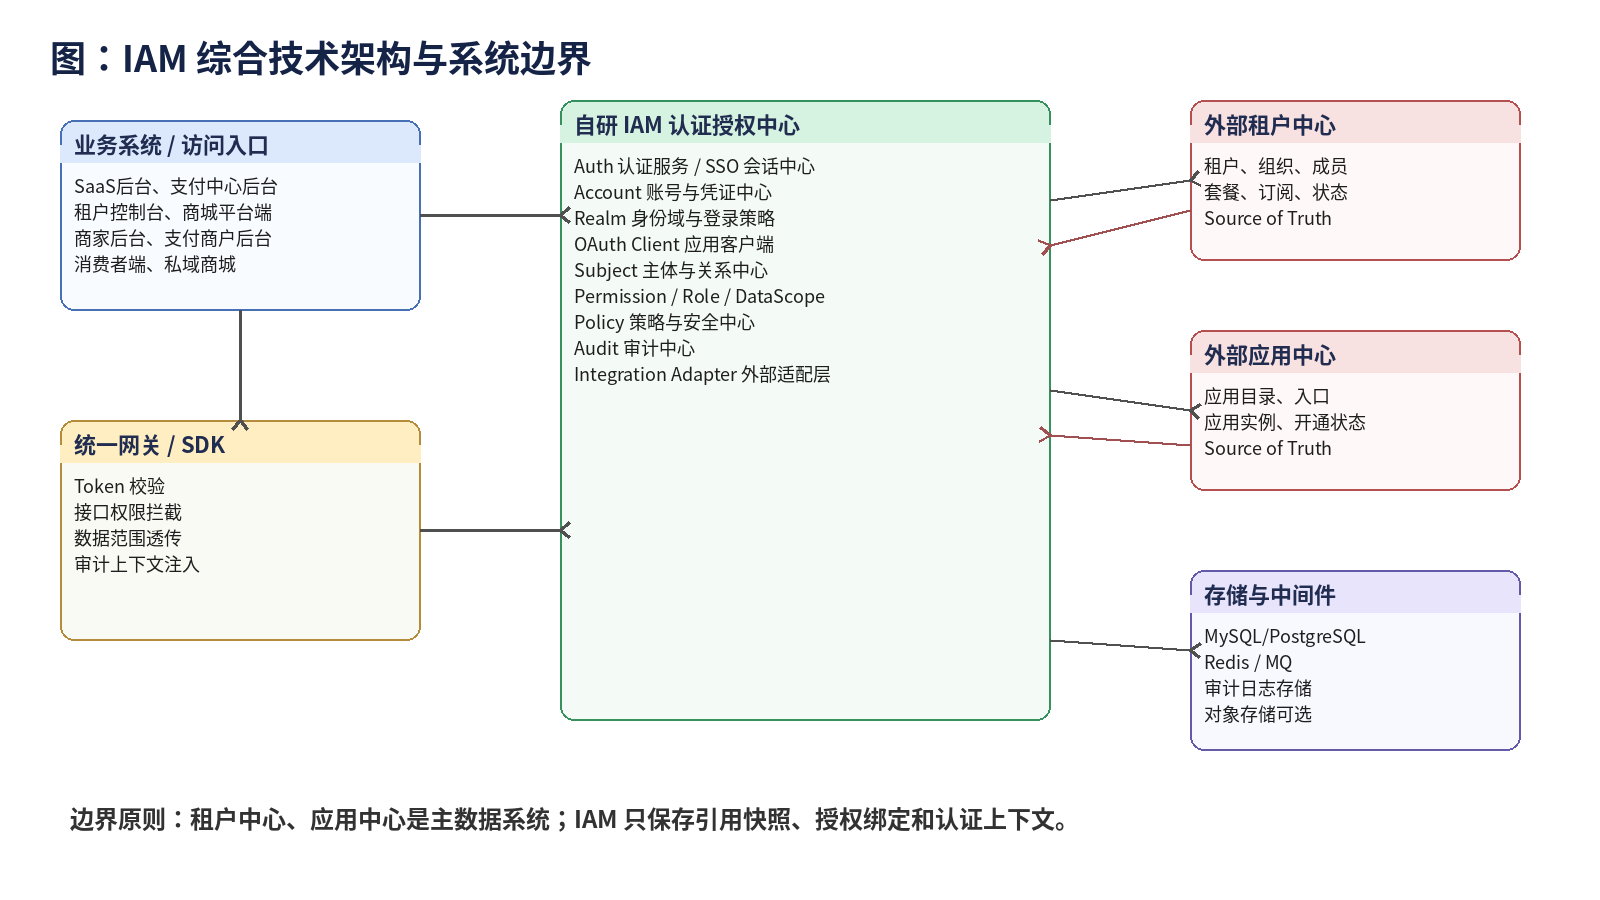 图：IAM 综合技术架构与系统边界
业务系统 / 访问入口
SaaS后台、支付中心后台
租户控制台、商城平台端
商家后台、支付商户后台
消费者端、私域商城
统一网关 / SDK
Token 校验
接口权限拦截
数据范围透传
审计上下文注入
自研 IAM 认证授权中心
Auth 认证服务 / SSO 会话中心
Account 账号与凭证中心
Realm 身份域与登录策略
OAuth Client 应用客户端
Subject 主体与关系中心
Permission / Role / DataScope
Policy 策略与安全中心
Audit 审计中心
Integration Adapter 外部适配层
外部租户中心
租户、组织、成员
套餐、订阅、状态
Source of Truth
外部应用中心
应用目录、入口
应用实例、开通状态
Source of Truth
存储与中间件
MySQL/PostgreSQL
Redis / MQ
审计日志存储
对象存储可选
边界原则：租户中心、应用中心是主数据系统；IAM 只保存引用快照、授权绑定和认证上下文。